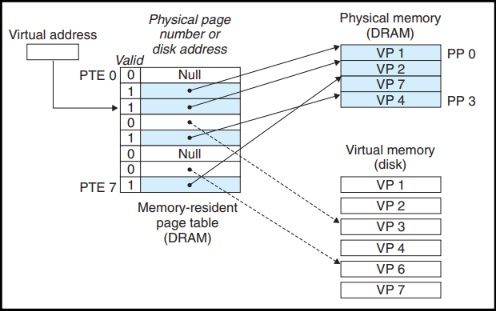 Virtual address
Physical page
number or
disk address
Valid
PTE 0
0 Null
1
1
0
1
0 Null
0
PTE 7 1
Memory-resident
page table
(DRAM)
Physical memory
(DRAM)
VP 1 PP 0
VP 2
VP 7
VP 4 PP 3
Virtual memory
(disk)
VP 1
VP 2
VP 3
VP 4
VP 6
VP 7